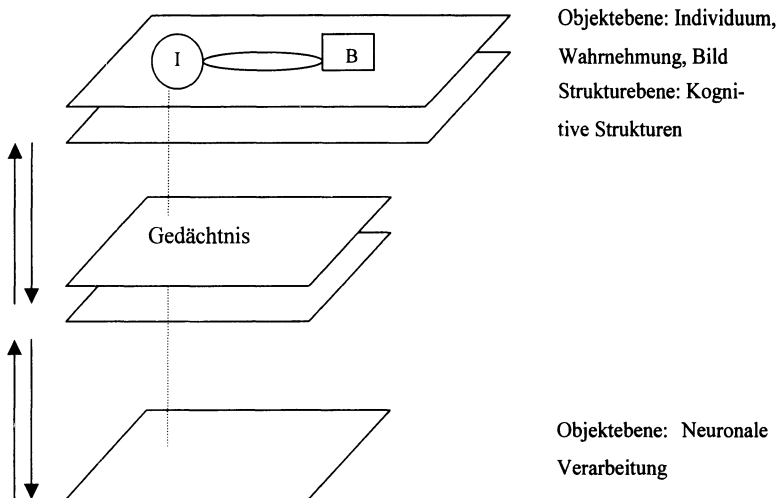 Objektebene: Individuum,
Wahrnehmung, Bild
Strukturebene: Kogni-
tive Strukturen
I
B
Gedächtnis
Objektebene: Neuronale
Verarbeitung